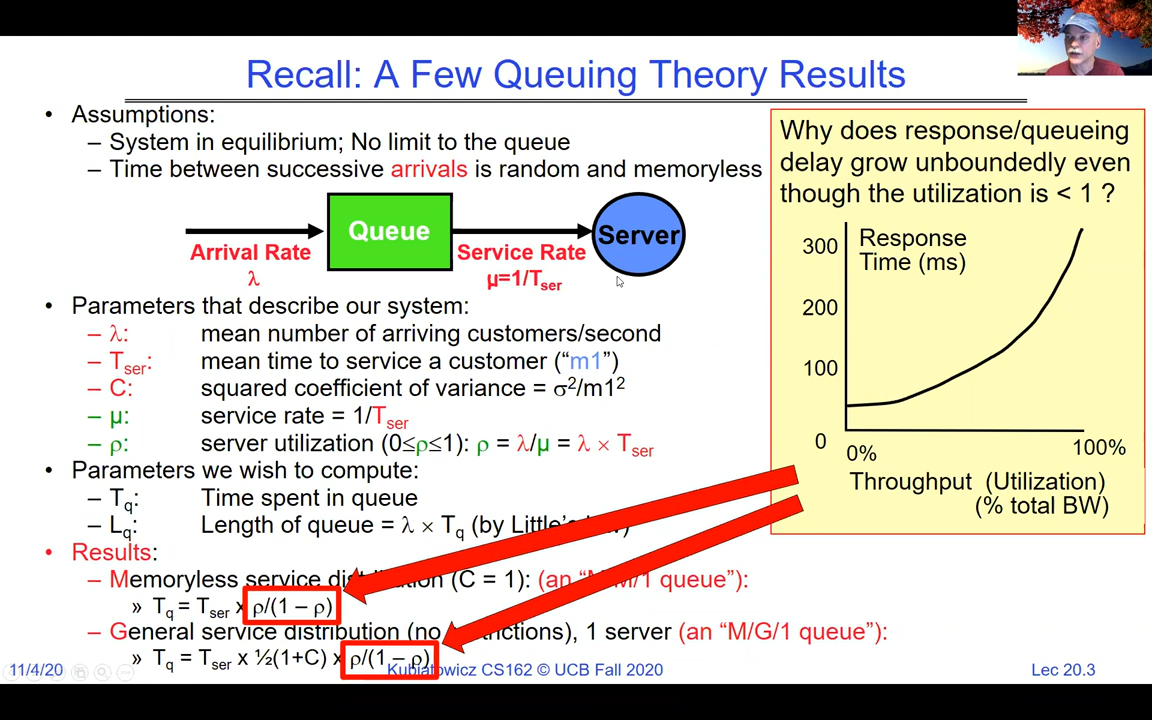 Recall: A Few Queuing Theory Results
• Assumptions:
– System in equilibrium; No limit to the queue
– Time between successive arrivals is random and memoryless
Arrival Rate
λ
Queue
Service Rate
μ=1/Tser
Server
• Parameters that describe our system:
– λ: mean number of arriving customers/second
– Tser: mean time to service a customer (“m1”)
– C: squared coefficient of variance = σ²/m1²
– μ: service rate = 1/Tser
– ρ: server utilization (0≤ρ≤1): ρ = λ/μ = λ × Tser
• Parameters we wish to compute:
– Tq: Time spent in queue
– Lq: Length of queue = λ × Tq (by
• Results:
– Memoryless service (C = 1): (an 1 queue”):
» Tq = Tser x ρ/(1 – ρ)
– General service distribution (no 1 server (an “M/G/1 queue”):
» Tq = Tser x ½(1+C) x ρ/(1 – ρ)
Why does response/queueing
delay grow unboundedly even
though the utilization is < 1 ?
Response
Time (ms)
300
200
100
0
0%
100%
Throughput (Utilization)
(% total BW)
11/4/20
Kubiatowicz CS162 © UCB Fall 2020
Lec 20.3